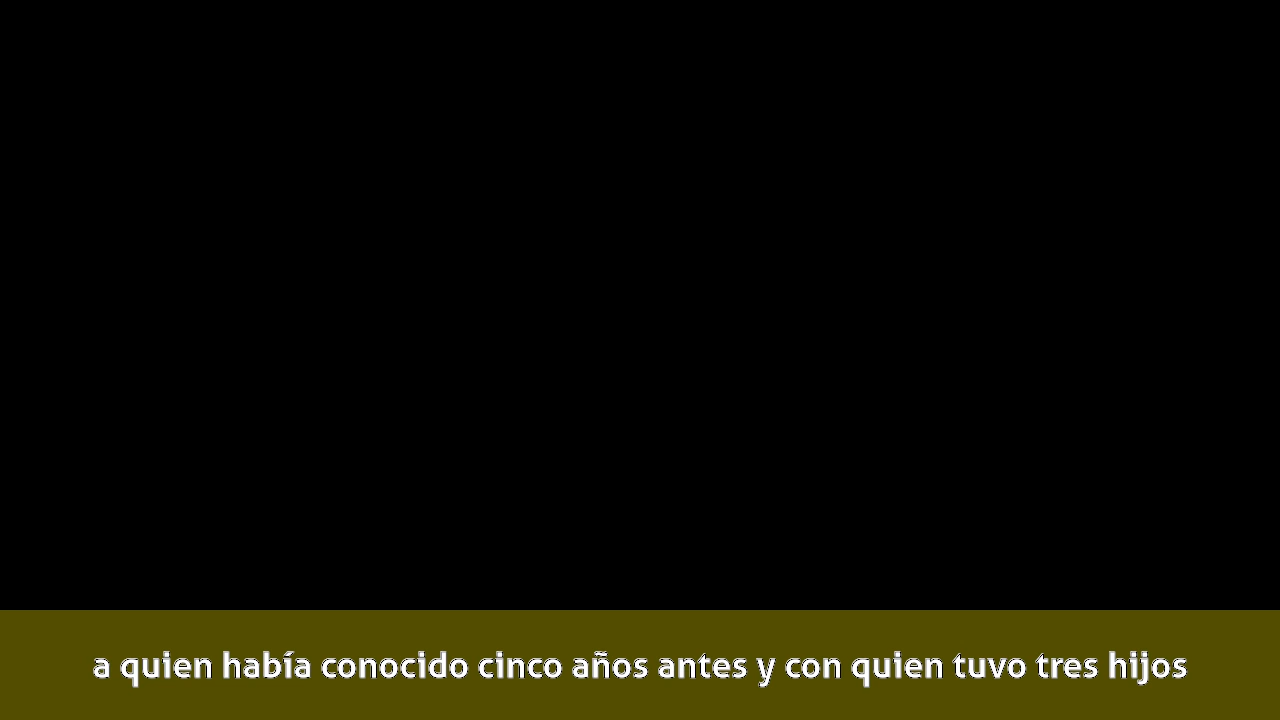 a quien había conocido cinco años antes y con quien tuvo tres hijos